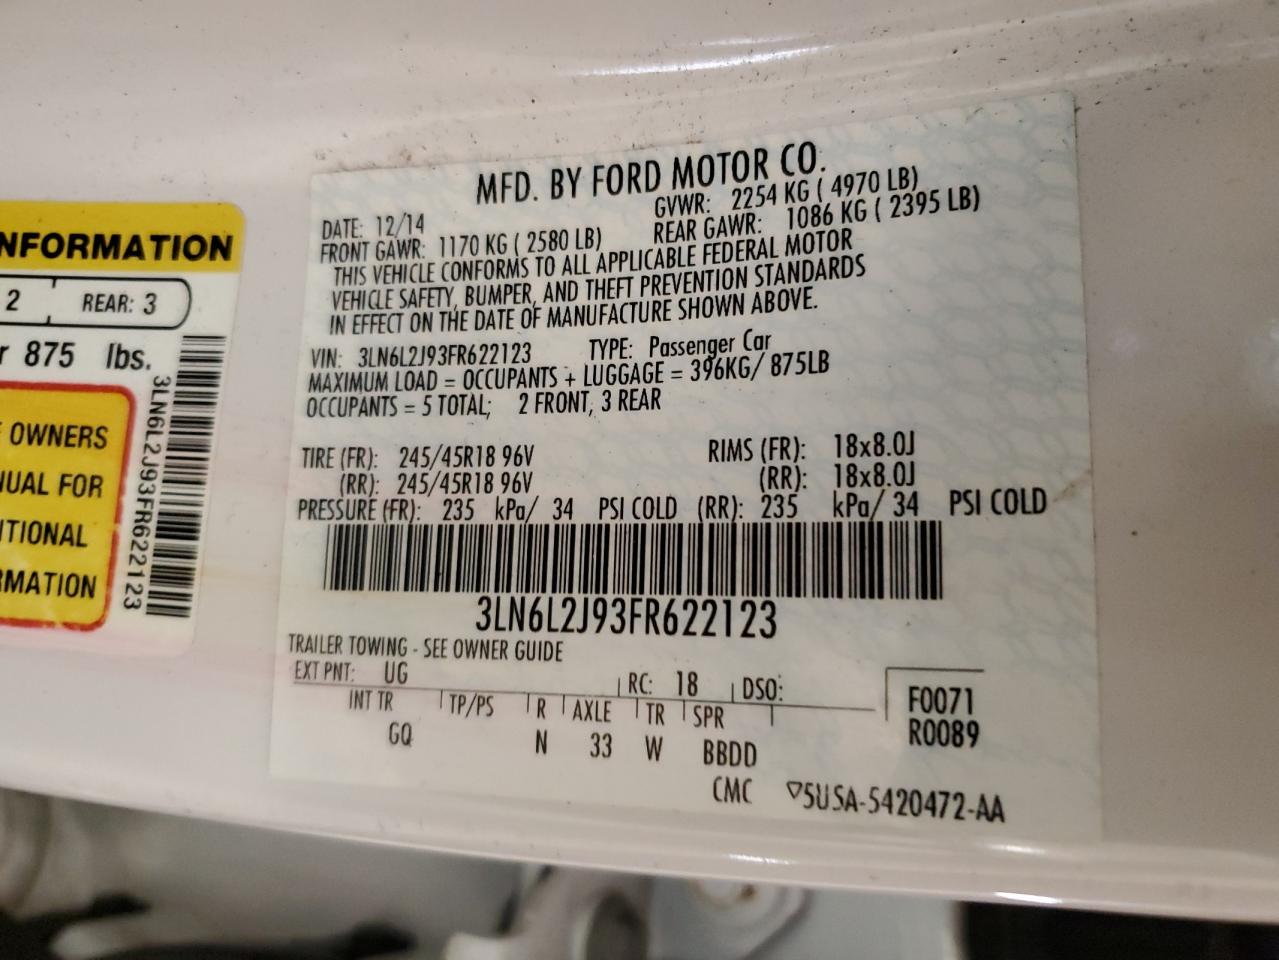 NFORMATION
2 REAR: 3
r 875 lbs.
OWNERS
UAL FOR
ITIONAL
RMATION
3LN6L2J93FR622123
MFD. BY FORD MOTOR CO.
DATE: 12/14 GVWR: 2254 KG ( 4970 LB)
FRONT GAWR: 1170 KG ( 2580 LB) REAR GAWR: 1086 KG ( 2395 LB)
THIS VEHICLE CONFORMS TO ALL APPLICABLE FEDERAL MOTOR
VEHICLE SAFETY, BUMPER, AND THEFT PREVENTION STANDARDS
IN EFFECT ON THE DATE OF MANUFACTURE SHOWN ABOVE.
VIN: 3LN6L2J93FR622123 TYPE: Passenger Car
MAXIMUM LOAD = OCCUPANTS + LUGGAGE = 396KG/ 875LB
OCCUPANTS = 5 TOTAL; 2 FRONT, 3 REAR
TIRE (FR): 245/45R18 96V RIMS (FR): 18x8.0J
(RR): 245/45R18 96V (RR): 18x8.0J
PRESSURE (FR): 235 kPa/ 34 PSI COLD (RR): 235 kPa/ 34 PSI COLD
3LN6L2J93FR622123
TRAILER TOWING - SEE OWNER GUIDE
EXT PNT: UG RC: 18 DSO:
INT TR TP/PS R AXLE TR SPR F0071
GQ N 33 W BBDD R0089
CMC ▽5USA-5420472-AA